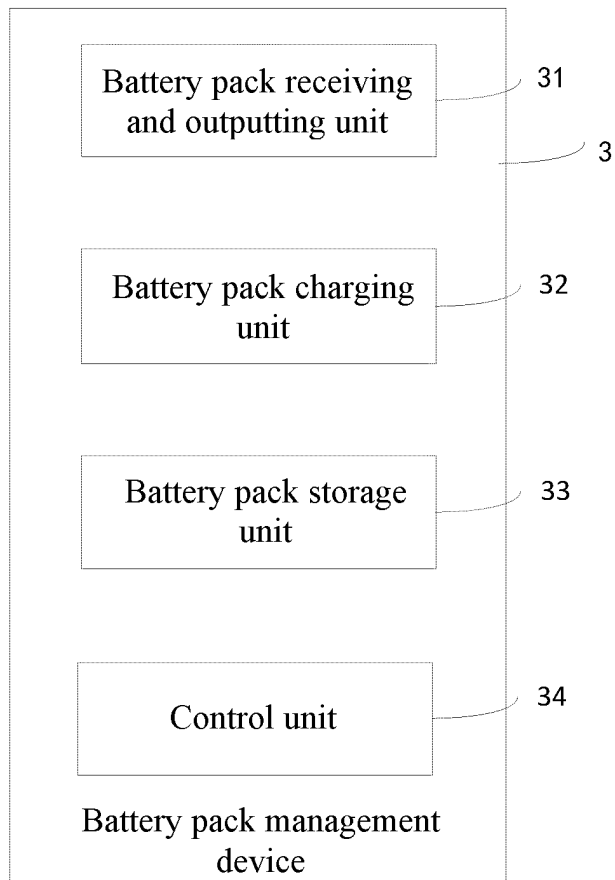 Battery pack receiving
and outputting unit
31
3
Battery pack charging
unit
32
Battery pack storage
unit
33
Control unit
34
Battery pack management
device